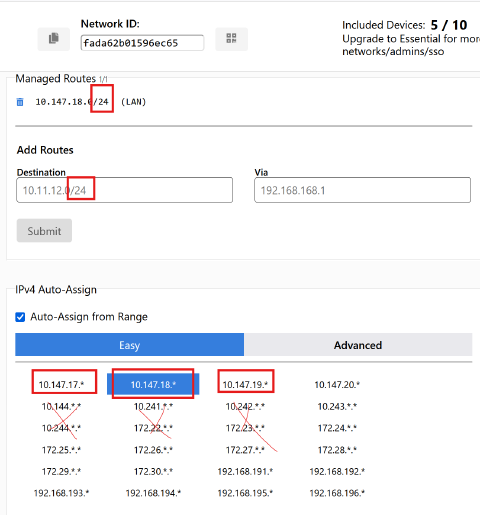 Network ID:
fada62b01596ec65
Included Devices: 5 / 10
Upgrade to Essential for mor
networks/admins/sso
Managed Routes 1/1
10.147.18.0/24 (LAN)
Add Routes
Destination
Via
10.11.12.0/24
192.168.168.1
Submit
IPv4 Auto-Assign
Auto-Assign from Range
Easy
Advanced
10.147.17.* 10.147.18.* 10.147.19.* 10.147.20.*
10.144.*.* 10.241.*.* 10.242.*.* 10.243.*.*
10.244.*.* 172.22.*.* 172.23.*.* 172.24.*.*
172.25.*.* 172.26.*.* 172.27.*.* 172.28.*.*
172.29.*.* 172.30.*.* 192.168.191.* 192.168.192.*
192.168.193.* 192.168.194.* 192.168.195.* 192.168.196.*